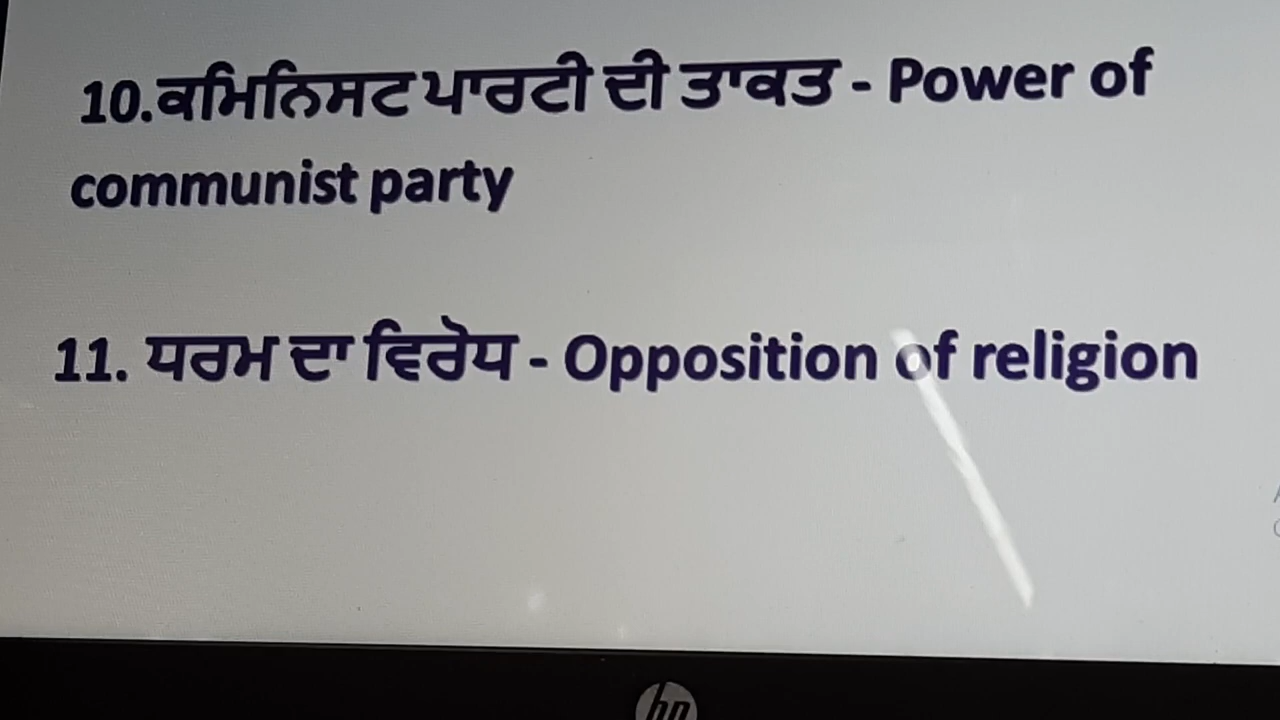 10.ਕਮਿਨਿਸਟ ਪਾਰਟੀ ਦੀ ਤਾਕਤ - Power of
communist party
11. ਧਰਮ ਦਾ ਵਿਰੋਧ - Opposition of religion
hp